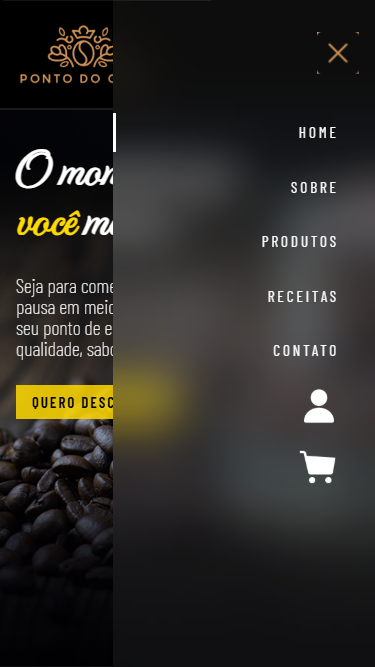 PONTO DO C
HOME
SOBRE
PRODUTOS
RECEITAS
CONTATO
O mon
você m
Seja para come
pausa em meio
seu ponto de e
qualidade, sabo
QUERO DESC